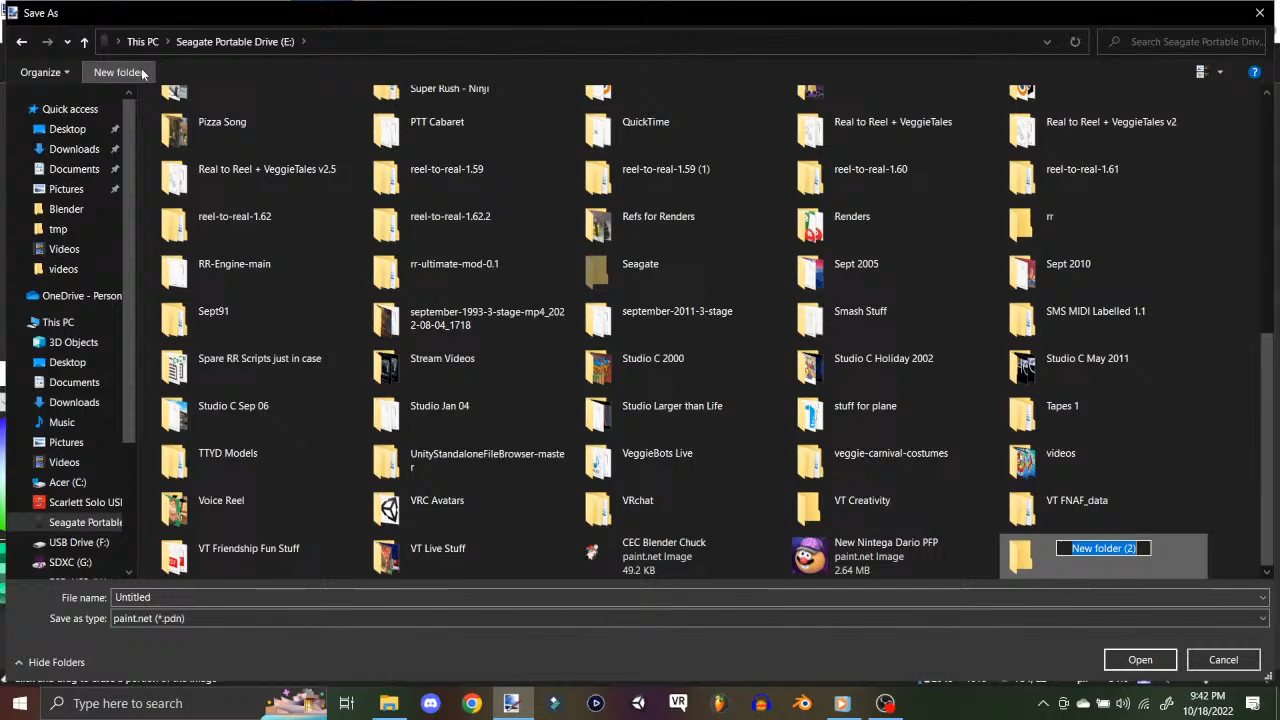 Save As
This PC
Seagate Portable Drive (E:)
Search Seagate Portable Driv...
Organize
New folder
Quick access
Desktop
Downloads
Documents
Pictures
Blender
tmp
Videos
videos
OneDrive - Person
This PC
3D Objects
Desktop
Documents
Downloads
Music
Pictures
Videos
Acer (C:)
Scarlett Solo USB
Seagate Portable
USB Drive (F:)
SDXC (G:)
Super Rush - Ninji
Pizza Song
PTT Cabaret
QuickTime
Real to Reel + VeggieTales
Real to Reel + VeggieTales v2
Real to Reel + VeggieTales v2.5
reel-to-real-1.59
reel-to-real-1.59 (1)
reel-to-real-1.60
reel-to-real-1.61
reel-to-real-1.62
reel-to-real-1.62.2
Refs for Renders
Renders
rr
RR-Engine-main
rr-ultimate-mod-0.1
Seagate
Sept 2005
Sept 2010
Sept91
september-1993-3-stage-mp4_202
2-08-04_1718
september-2011-3-stage
Smash Stuff
SMS MIDI Labelled 1.1
Spare RR Scripts just in case
Stream Videos
Studio C 2000
Studio C Holiday 2002
Studio C May 2011
Studio C Sep 06
Studio Jan 04
Studio Larger than Life
stuff for plane
Tapes 1
TTYD Models
UnityStandaloneFileBrowser-maste
r
VeggieBots Live
veggie-carnival-costumes
videos
Voice Reel
VRC Avatars
VRchat
VT Creativity
VT FNAF_data
VT Friendship Fun Stuff
VT Live Stuff
CEC Blender Chuck
paint.net Image
49.2 KB
New Nintega Dario PFP
paint.net Image
2.64 MB
New folder (2)
File name: Untitled
Save as type: paint.net (*.pdn)
Hide Folders
Open
Cancel
Type here to search
VR
9:42 PM
10/18/2022